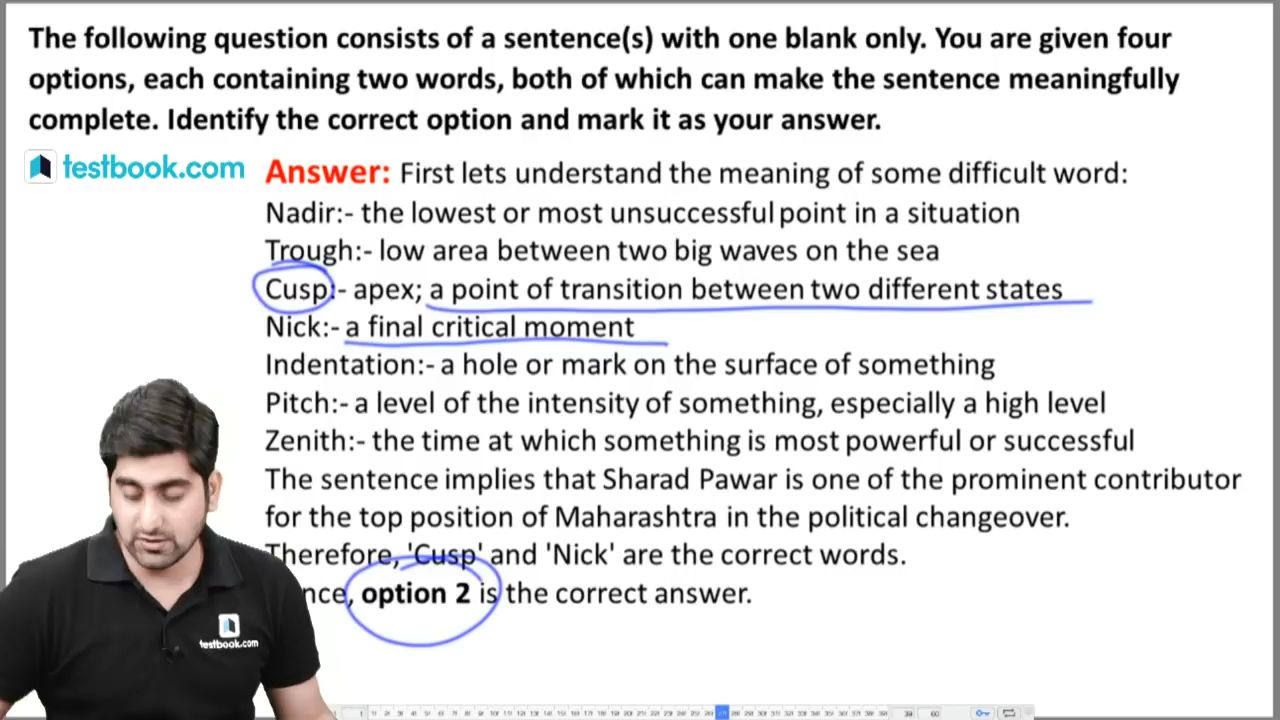 The following question consists of a sentence(s) with one blank only. You are given four
options, each containing two words, both of which can make the sentence meaningfully
complete. Identify the correct option and mark it as your answer.
testbook.com
Answer: First lets understand the meaning of some difficult word:
Nadir:- the lowest or most unsuccessful point in a situation
Trough:- low area between two big waves on the sea
Cusp:- apex; a point of transition between two different states
Nick:- a final critical moment
Indentation:- a hole or mark on the surface of something
Pitch:- a level of the intensity of something, especially a high level
Zenith:- the time at which something is most powerful or successful
The sentence implies that Sharad Pawar is one of the prominent contributor
for the top position of Maharashtra in the political changeover.
Therefore, 'Cusp' and 'Nick' are the correct words.
nce, option 2 is the correct answer.
testbook.com